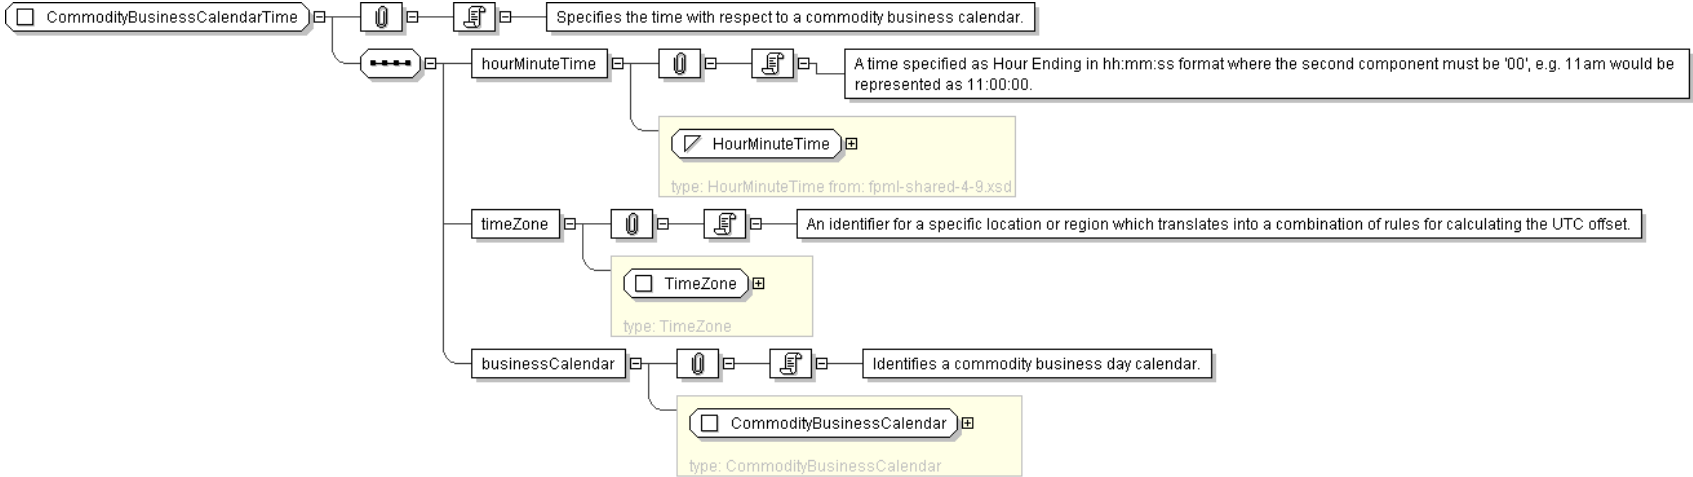 CommodityBusinessCalendarTime
Specifies the time with respect to a commodity business calendar.
hourMinuteTime
A time specified as Hour Ending in hh:mm:ss format where the second component must be '00', e.g. 11am would be
represented as 11:00:00.
HourMinuteTime
type: HourMinuteTime from: fpml-shared-4-9.xsd
timeZone
An identifier for a specific location or region which translates into a combination of rules for calculating the UTC offset.
TimeZone
type: TimeZone
businessCalendar
Identifies a commodity business day calendar.
CommodityBusinessCalendar
type: CommodityBusinessCalendar